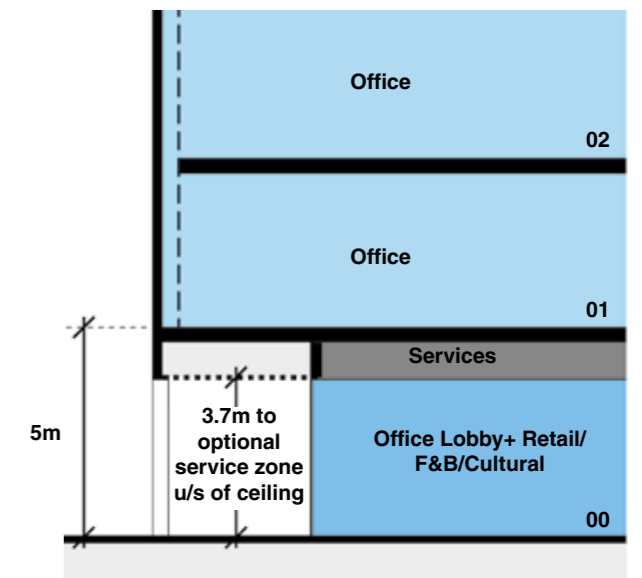 Office
02
Office
01
Services
5m
3.7m to
optional
service zone
u/s of ceiling
Office Lobby+ Retail/
F&B/Cultural
00